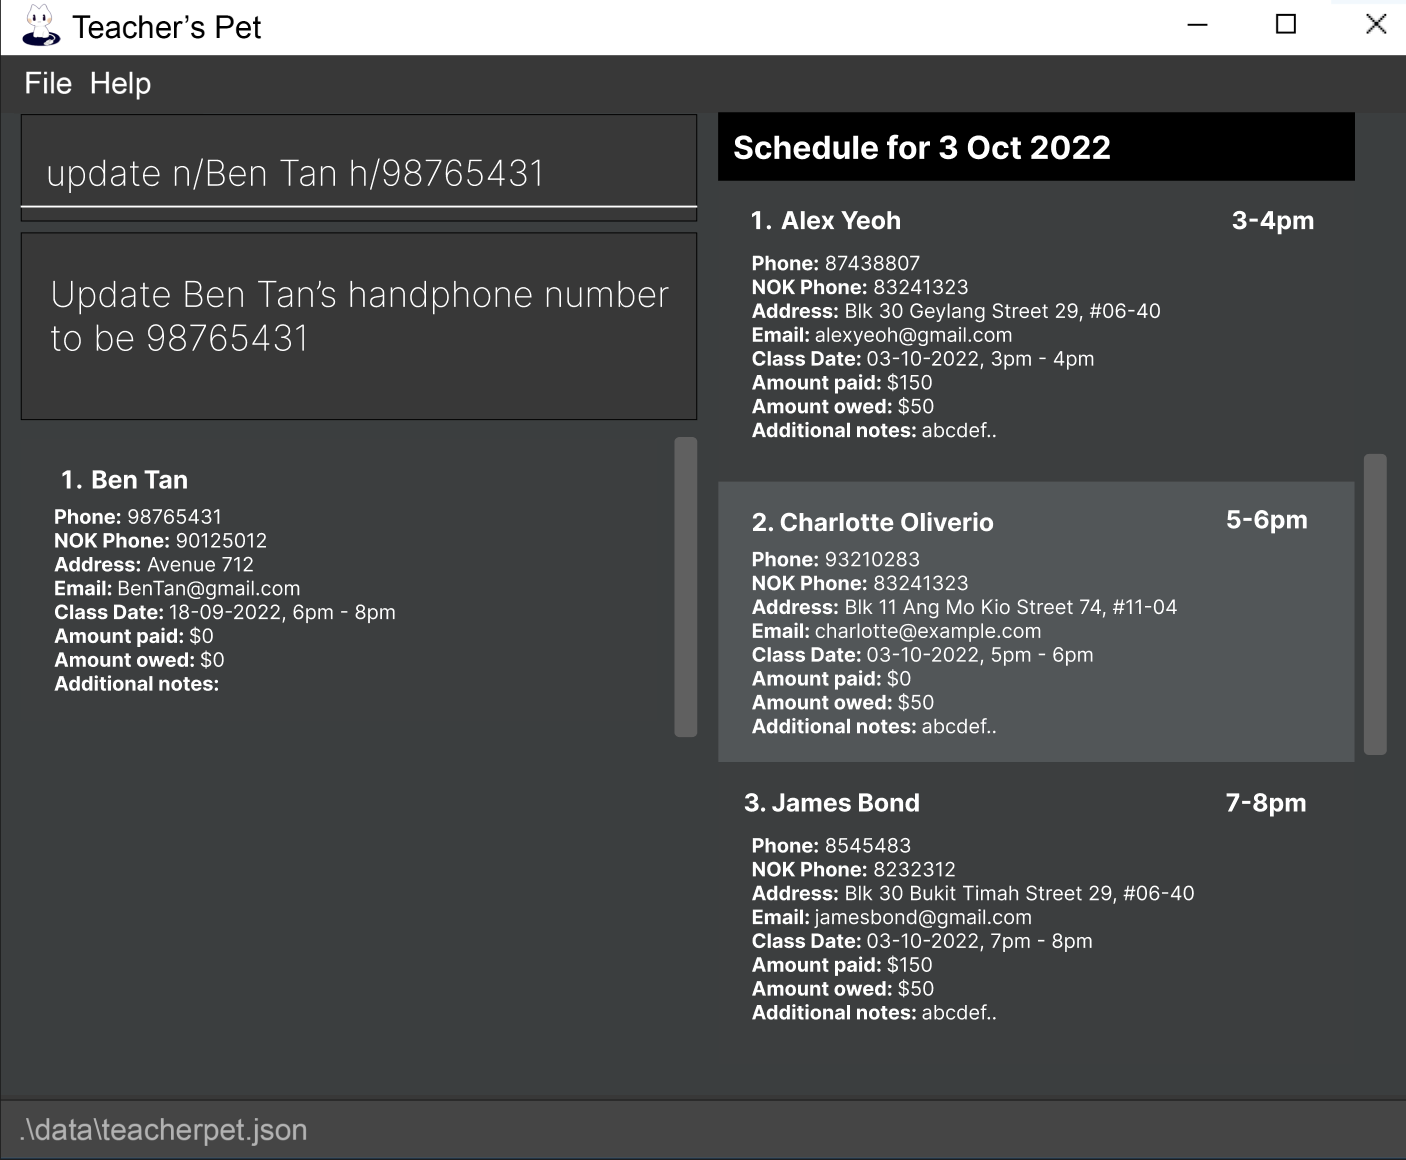 Teacher’s Pet
File Help
update n/Ben Tan h/98765431
Update Ben Tan’s handphone number
to be 98765431
1. Ben Tan
Phone: 98765431
NOK Phone: 90125012
Address: Avenue 712
Email: BenTan@gmail.com
Class Date: 18-09-2022, 6pm - 8pm
Amount paid: $0
Amount owed: $0
Additional notes:
Schedule for 3 Oct 2022
1. Alex Yeoh 3-4pm
Phone: 87438807
NOK Phone: 83241323
Address: Blk 30 Geylang Street 29, #06-40
Email: alexyeoh@gmail.com
Class Date: 03-10-2022, 3pm - 4pm
Amount paid: $150
Amount owed: $50
Additional notes: abcdef..
2. Charlotte Oliverio 5-6pm
Phone: 93210283
NOK Phone: 83241323
Address: Blk 11 Ang Mo Kio Street 74, #11-04
Email: charlotte@example.com
Class Date: 03-10-2022, 5pm - 6pm
Amount paid: $0
Amount owed: $50
Additional notes: abcdef..
3. James Bond 7-8pm
Phone: 8545483
NOK Phone: 8232312
Address: Blk 30 Bukit Timah Street 29, #06-40
Email: jamesbond@gmail.com
Class Date: 03-10-2022, 7pm - 8pm
Amount paid: $150
Amount owed: $50
Additional notes: abcdef..
.\data\teacherpet.json